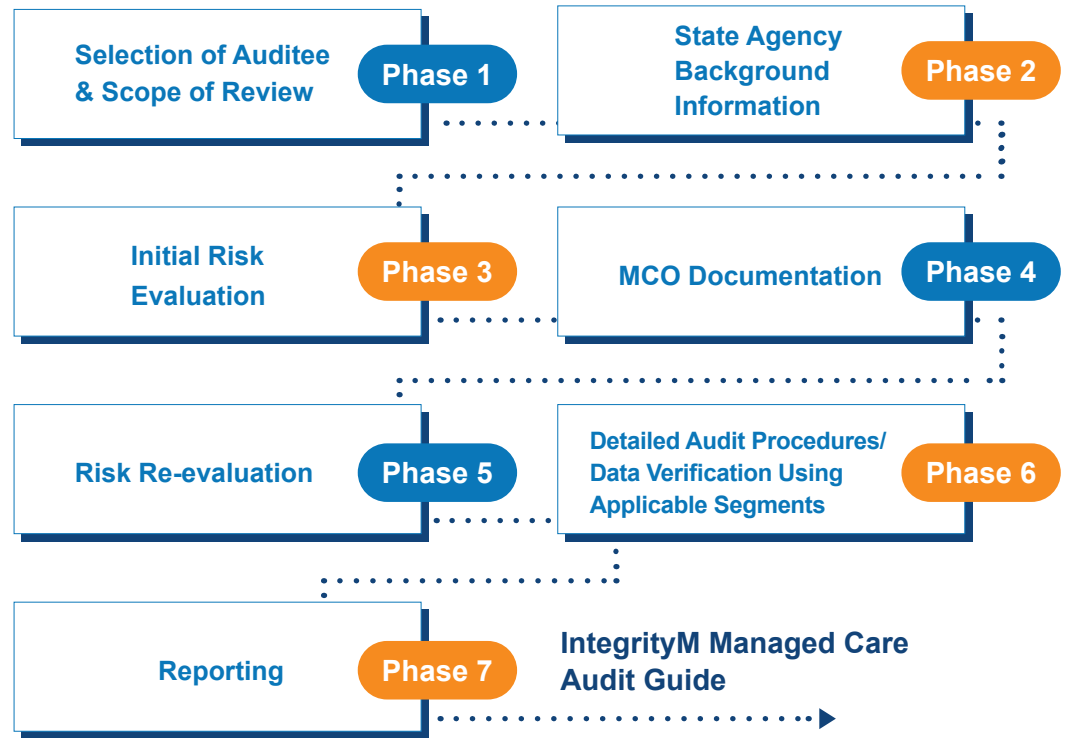 Selection of Auditee
& Scope of Review
Phase 1
State Agency
Background
Information
Phase 2
Initial Risk
Evaluation
Phase 3
MCO Documentation
Phase 4
Risk Re-evaluation
Phase 5
Detailed Audit Procedures/
Data Verification Using
Applicable Segments
Phase 6
Reporting
Phase 7
IntegrityM Managed Care
Audit Guide